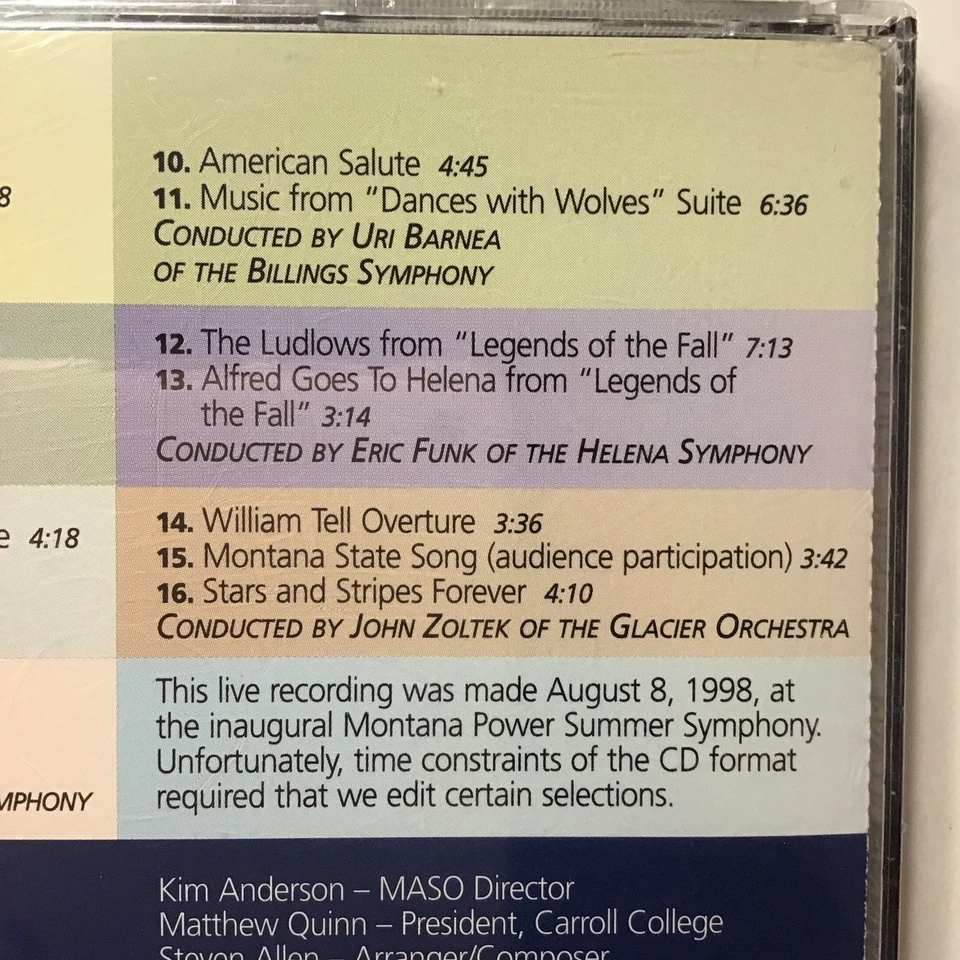 8
e 4:18
MPHONY
10. American Salute 4:45
11. Music from "Dances with Wolves" Suite 6:36
CONDUCTED BY URI BARNEA
OF THE BILLINGS SYMPHONY
12. The Ludlows from "Legends of the Fall" 7:13
13. Alfred Goes To Helena from "Legends of
the Fall" 3:14
CONDUCTED BY ERIC FUNK OF THE HELENA SYMPHONY
14. William Tell Overture 3:36
15. Montana State Song (audience participation) 3:42
16. Stars and Stripes Forever 4:10
CONDUCTED BY JOHN ZOLTEK OF THE GLACIER ORCHESTRA
This live recording was made August 8, 1998, at
the inaugural Montana Power Summer Symphony.
Unfortunately, time constraints of the CD format
required that we edit certain selections.
Kim Anderson – MASO Director
Matthew Quinn – President, Carroll College
Steven Allen – Arranger/Composer